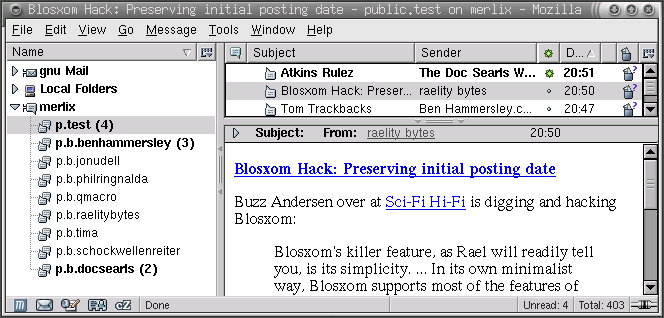 Blosxom Hack: Preserving initial posting date - public.test on merlix - Mozilla
File Edit View Go Message Tools Window Help
Name
Subject Sender D...
gnu Mail
Local Folders
merlix
p.test (4)
p.b.benhammersley (3)
p.b.jonudell
p.b.philringnalda
p.b.qmacro
p.b.raelitybytes
p.b.tima
p.b.schockwellenreiter
p.b.docsearls (2)
Atkins Rulez The Doc Searls W... 20:51
Blosxom Hack: Preser... raelity bytes 20:50
Tom Trackbacks Ben Hammersley.c... 20:47
Subject: From: raelity bytes 20:50
Blosxom Hack: Preserving initial posting date
Buzz Andersen over at Sci-Fi Hi-Fi is digging and hacking
Blosxom:
Blosxom's killer feature, as Rael will readily tell
you, is its simplicity. ... In its own minimalist
way, Blosxom supports most of the features of
Done Unread: 4 Total: 403